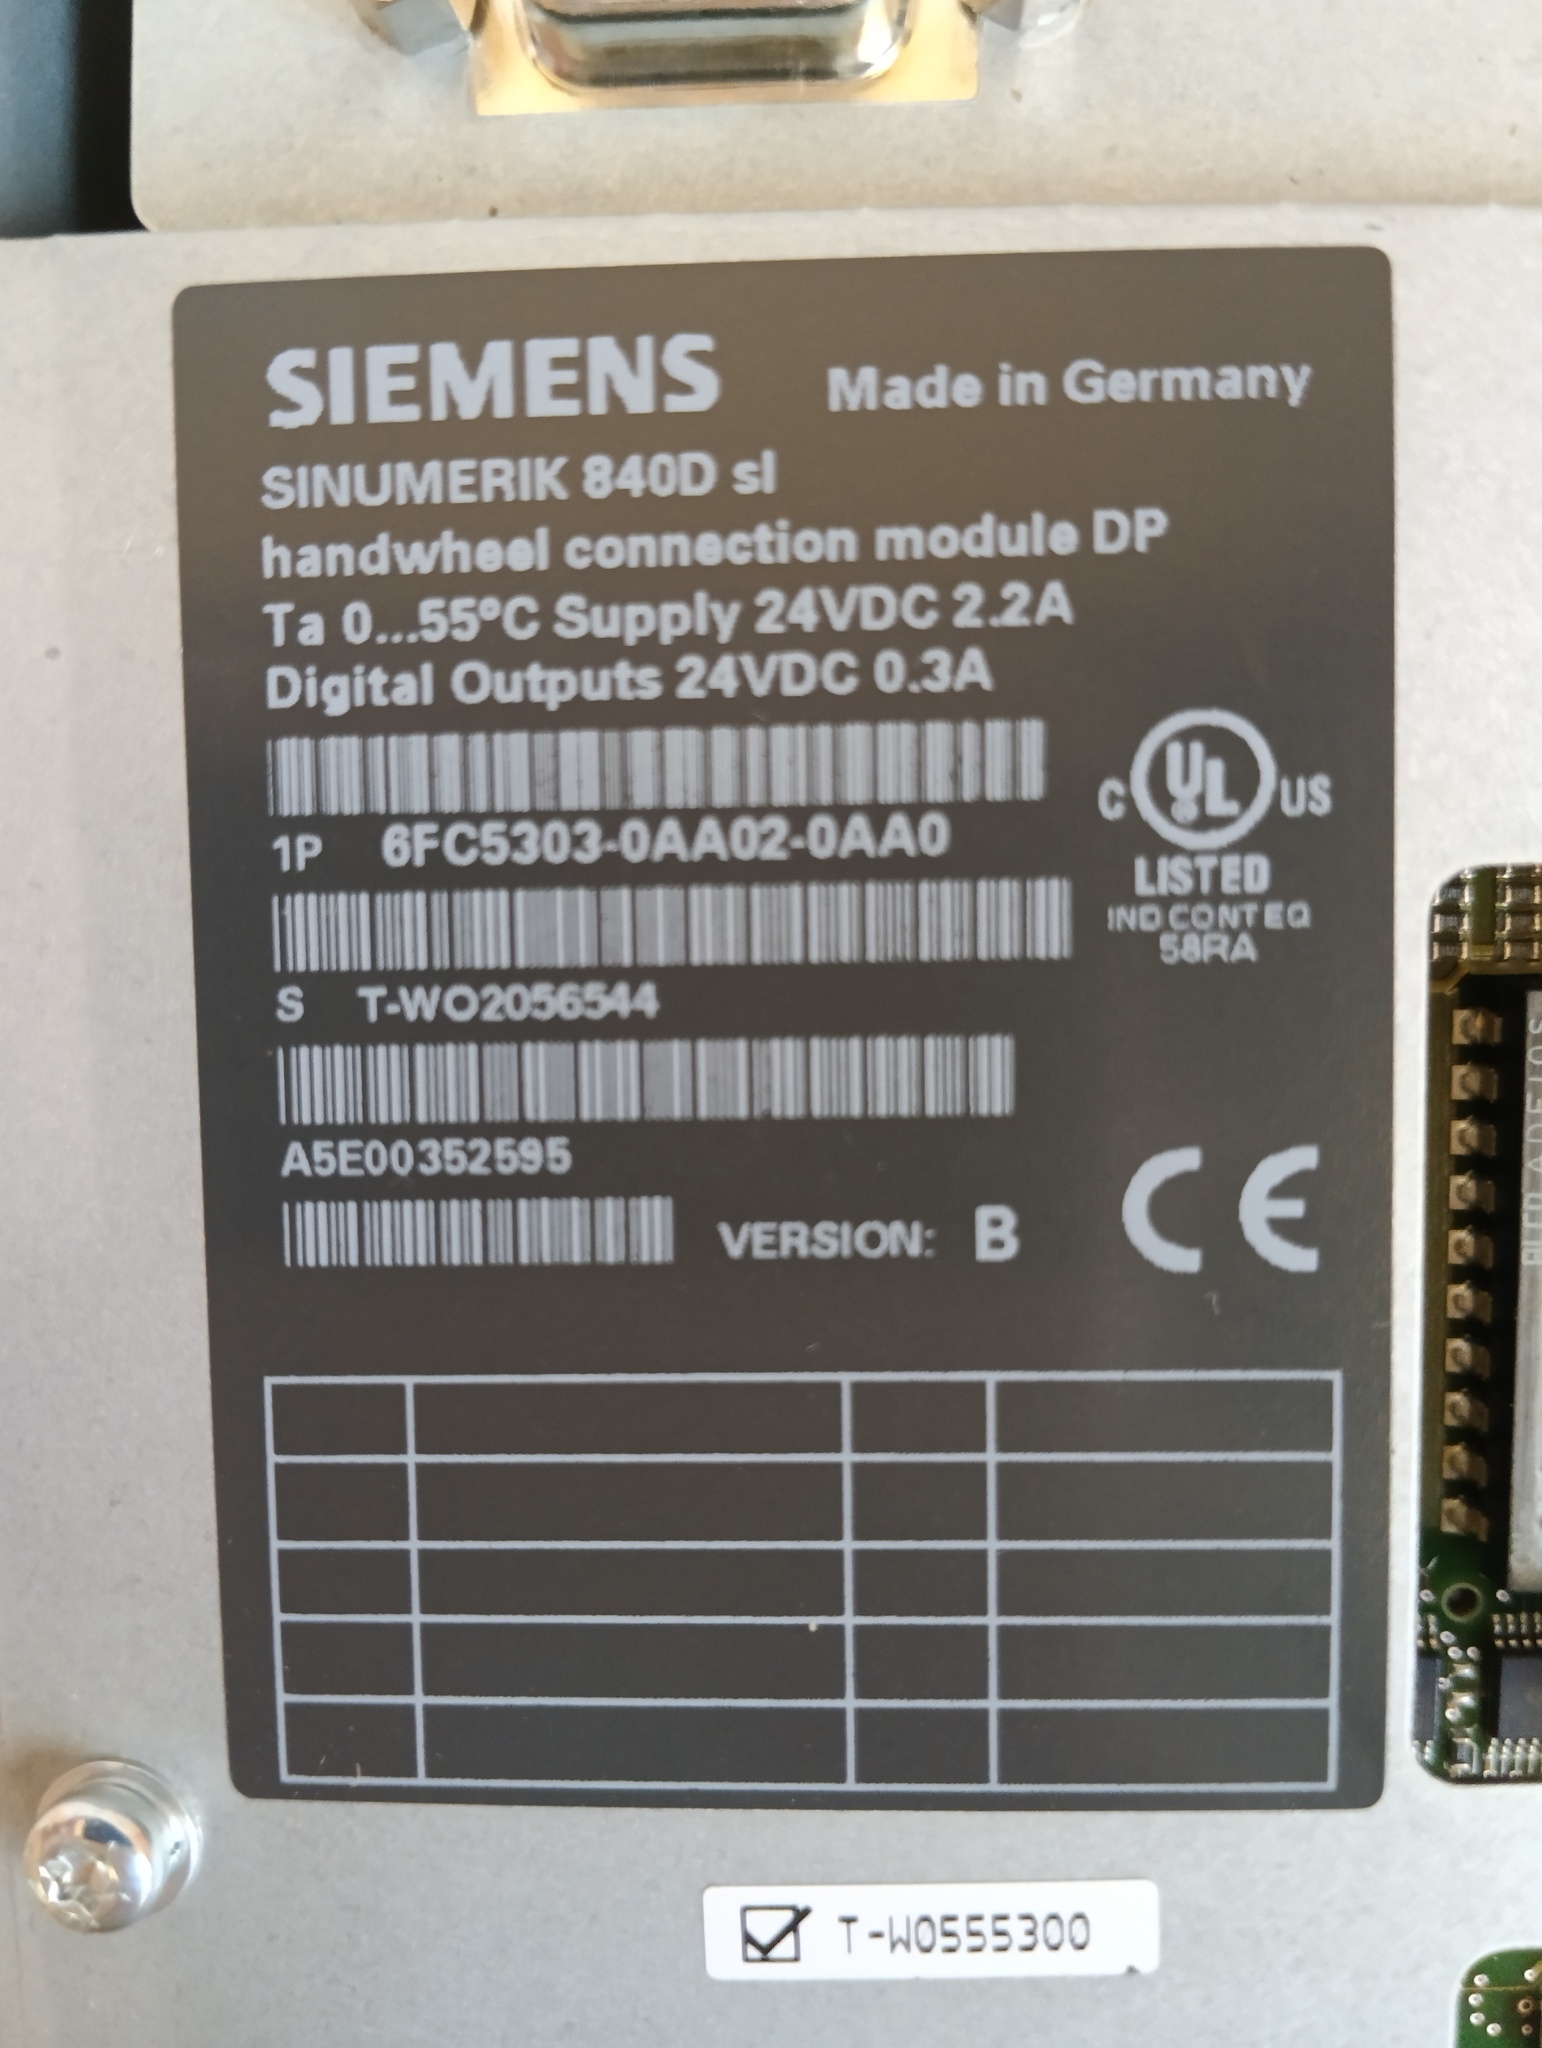 SIEMENS Made in Germany
SINUMERIK 840D sl
handwheel connection module DP
Ta 0...55°C Supply 24VDC 2.2A
Digital Outputs 24VDC 0.3A
1P 6FC5303-0AA02-0AA0
C UL ® US
LISTED
IND CONT EQ
58RA
S T-WO2056544
A5E00352595
VERSION: B
CE
T-W0555300